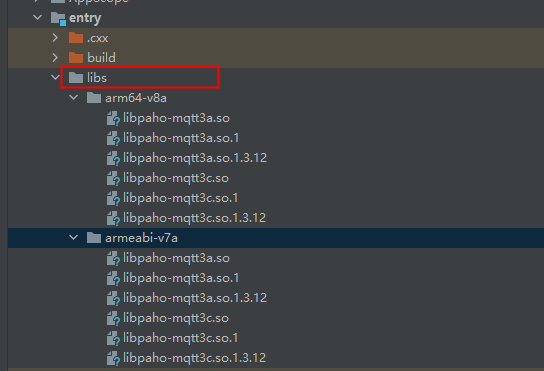 AppScope
entry
.cxx
build
libs
arm64-v8a
libpaho-mqtt3a.so
libpaho-mqtt3a.so.1
libpaho-mqtt3a.so.1.3.12
libpaho-mqtt3c.so
libpaho-mqtt3c.so.1
libpaho-mqtt3c.so.1.3.12
armeabi-v7a
libpaho-mqtt3a.so
libpaho-mqtt3a.so.1
libpaho-mqtt3a.so.1.3.12
libpaho-mqtt3c.so
libpaho-mqtt3c.so.1
libpaho-mqtt3c.so.1.3.12